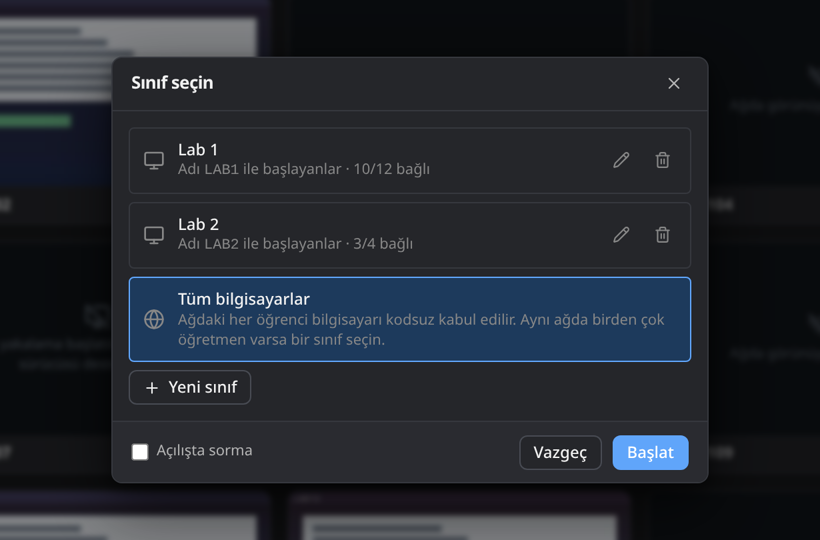 Sınıf seçin
Lab 1
Adı LAB1 ile başlayanlar · 10/12 bağlı
Lab 2
Adı LAB2 ile başlayanlar · 3/4 bağlı
Tüm bilgisayarlar
Ağdaki her öğrenci bilgisayarı kodsuz kabul edilir. Aynı ağda birden çok
öğretmen varsa bir sınıf seçin.
Yeni sınıf
Açılışta sorma
Vazgeç
Başlat